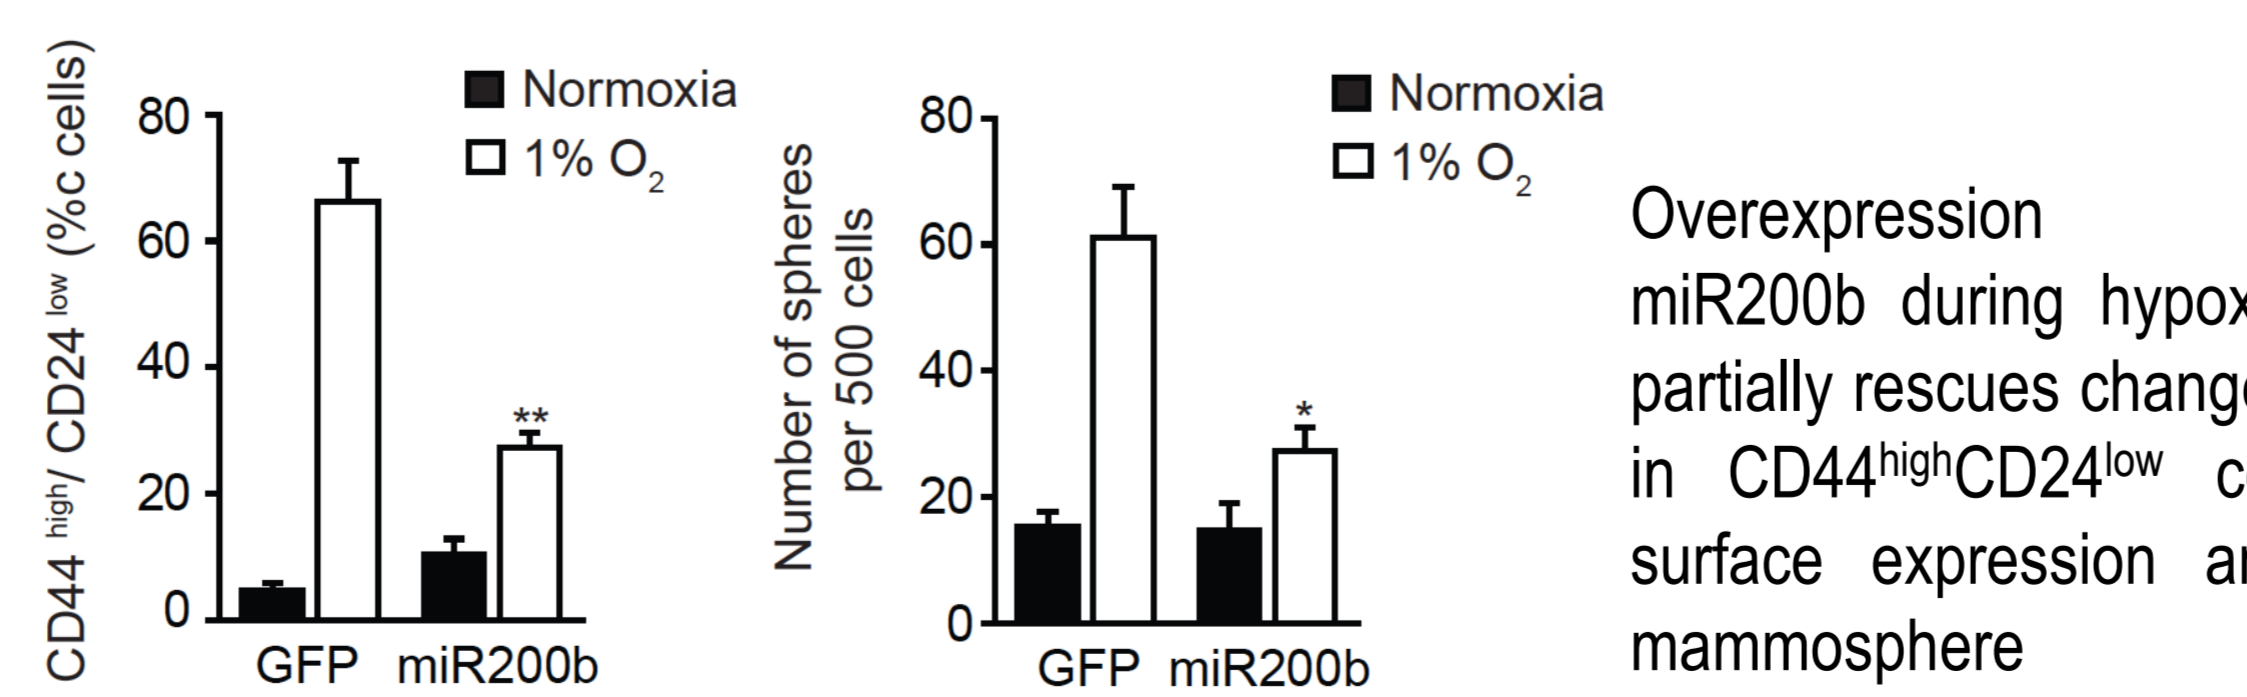 CD44 high/ CD24 low (%c cells)
80
60
40
20
0
Normoxia
1% O2
**
GFP miR200b
Number of spheres
per 500 cells
80
60
40
20
0
Normoxia
1% O2
*
GFP miR200b
Overexpression
miR200b during
partially rescues
in CD44highCD24low
surface expression
mammosphere